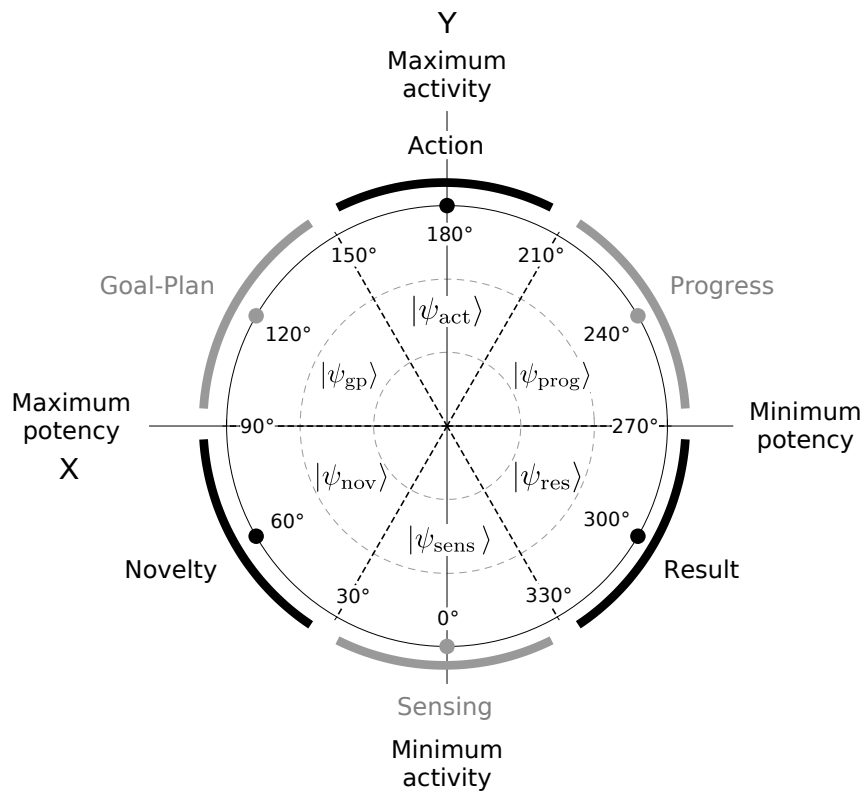 Y
Maximum
activity
Action
180°
150°
210°
Goal-Plan
Progress
|ψact⟩
120°
240°
|ψgp⟩
|ψprog⟩
Maximum
potency
X
90°
270°
Minimum
potency
|ψnov⟩
|ψres⟩
60°
300°
|ψsens ⟩
Novelty
Result
30°
330°
0°
Sensing
Minimum
activity